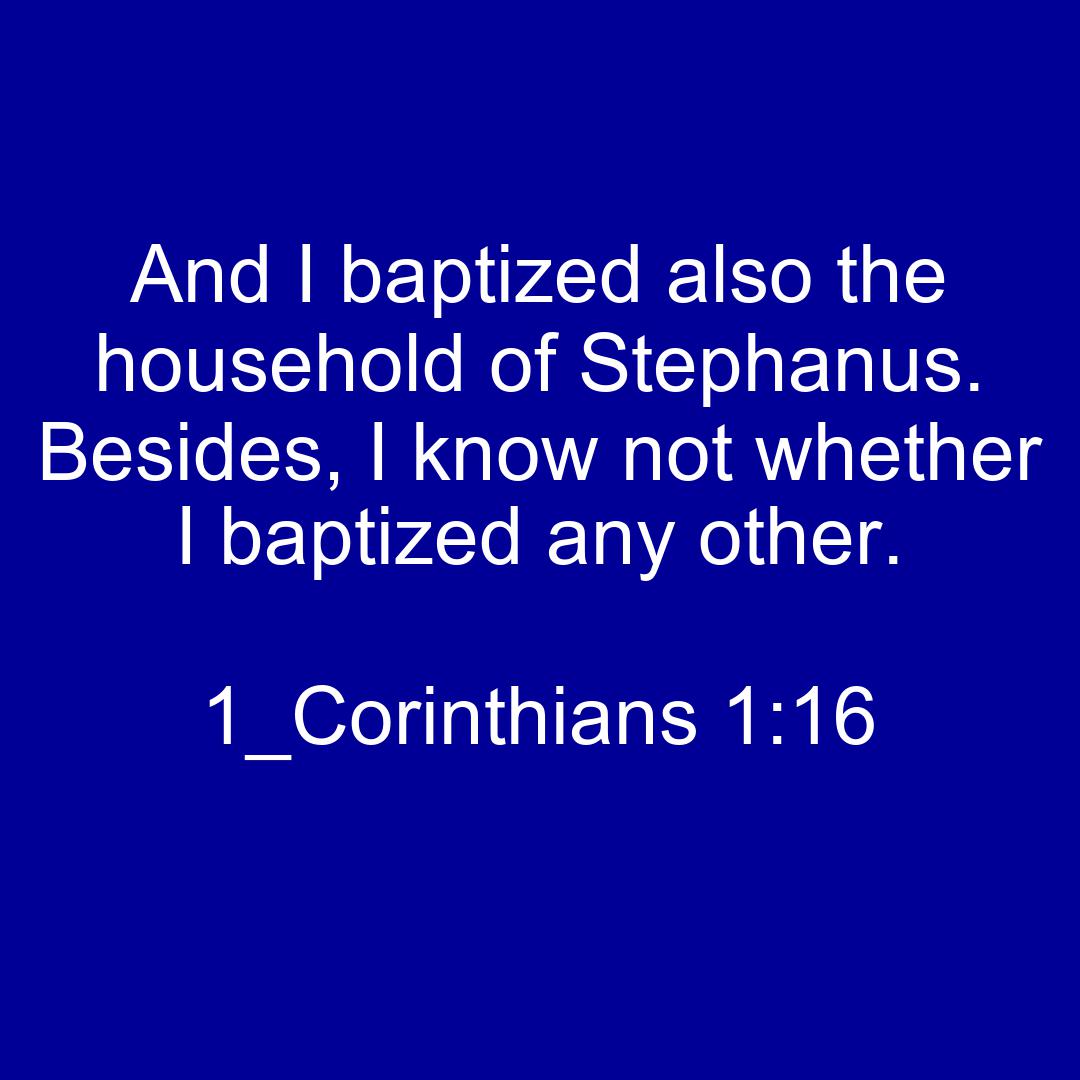 And I baptized also the
household of Stephanus.
Besides, I know not whether
I baptized any other.
1_Corinthians 1:16